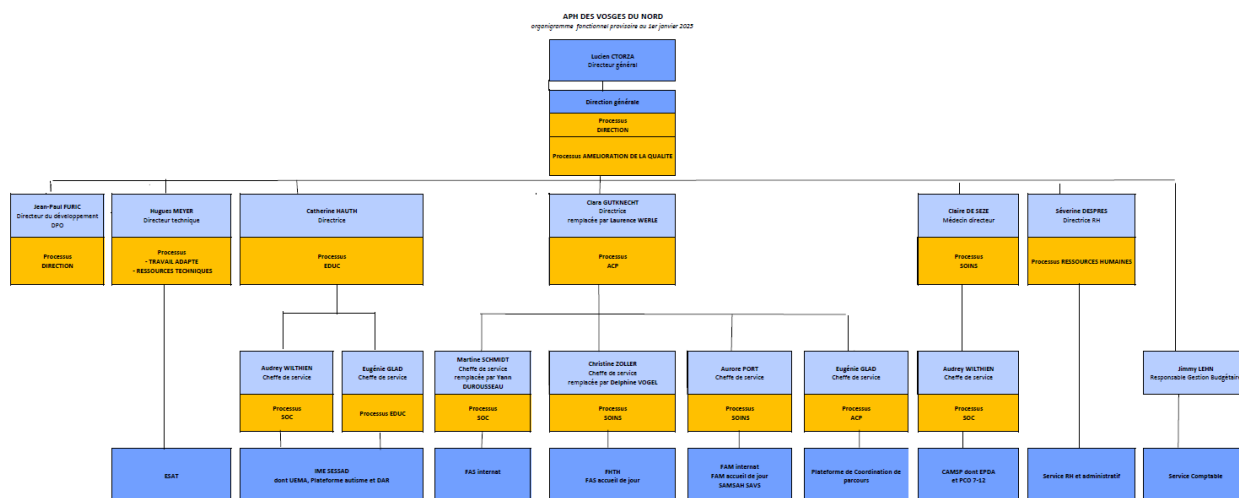 APH DES VOSGES DU NORD
organigramme fonctionnel provisoire au 1er janvier 2025
Lucien CTORZA
Directeur général
Direction générale
Processus
DIRECTION
Processus AMELIORATION DE LA QUALITE
Jean-Paul FURIC
Directeur du développement
DPO
Processus
DIRECTION
Hugues MEYER
Directeur technique
Processus
- TRAVAIL ADAPTE
- RESSOURCES TECHNIQUES
Catherine HAUTH
Directrice
Processus
EDUC
Clara GUTKNECHT
Directrice
remplacée par Laurence WERLE
Processus
ACP
Claire DE SEZE
Médecin directeur
Processus
SOINS
Séverine DESPRES
Directrice RH
Processus RESSOURCES HUMAINES
Audrey WILTHIEN
Cheffe de service
Processus
SOC
Eugénie GLAD
Cheffe de service
Processus EDUC
Martine SCHMIDT
Cheffe de service
remplacée par Yann
DUROUSSEAU
Processus
SOC
Christine ZOLLER
Cheffe de service
remplacée par Delphine VOGEL
Processus
SOINS
Aurore PORT
Cheffe de service
Processus
SOINS
Eugénie GLAD
Cheffe de service
Processus
ACP
Audrey WILTHIEN
Cheffe de service
Processus
SOC
Jimmy LEHN
Responsable Gestion Budgétaire
ESAT
IME SESSAD
dont UEMA, Plateforme autisme et DAR
FAS internat
FHTH
FAS accueil de jour
FAM internat
FAM accueil de jour
SAMSAH SAVS
Plateforme de Coordination de
parcours
CAMSP dont EPDA
et PCO 7-12
Service RH et administratif
Service Comptable